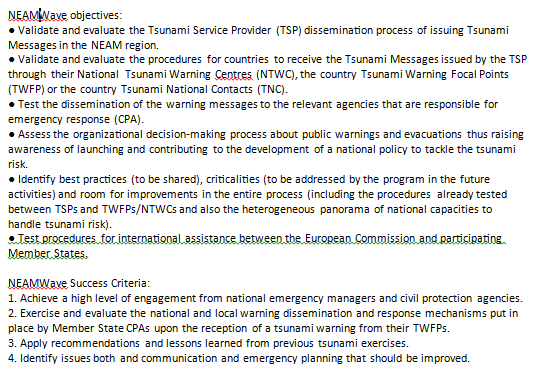 NEAMWave objectives:
● Validate and evaluate the Tsunami Service Provider (TSP) dissemination process of issuing Tsunami
Messages in the NEAM region.
● Validate and evaluate the procedures for countries to receive the Tsunami Messages issued by the TSP
through their National Tsunami Warning Centres (NTWC), the country Tsunami Warning Focal Points
(TWFP) or the country Tsunami National Contacts (TNC).
● Test the dissemination of the warning messages to the relevant agencies that are responsible for
emergency response (CPA).
● Assess the organizational decision-making process about public warnings and evacuations thus raising
awareness of launching and contributing to the development of a national policy to tackle the tsunami
risk.
● Identify best practices (to be shared), criticalities (to be addressed by the program in the future
activities) and room for improvements in the entire process (including the procedures already tested
between TSPs and TWFPs/NTWCs and also the heterogeneous panorama of national capacities to
handle tsunami risk).
● Test procedures for international assistance between the European Commission and participating
Member States.
NEAMWave Success Criteria:
1. Achieve a high level of engagement from national emergency managers and civil protection agencies.
2. Exercise and evaluate the national and local warning dissemination and response mechanisms put in
place by Member State CPAs upon the reception of a tsunami warning from their TWFPs.
3. Apply recommendations and lessons learned from previous tsunami exercises.
4. Identify issues both and communication and emergency planning that should be improved.